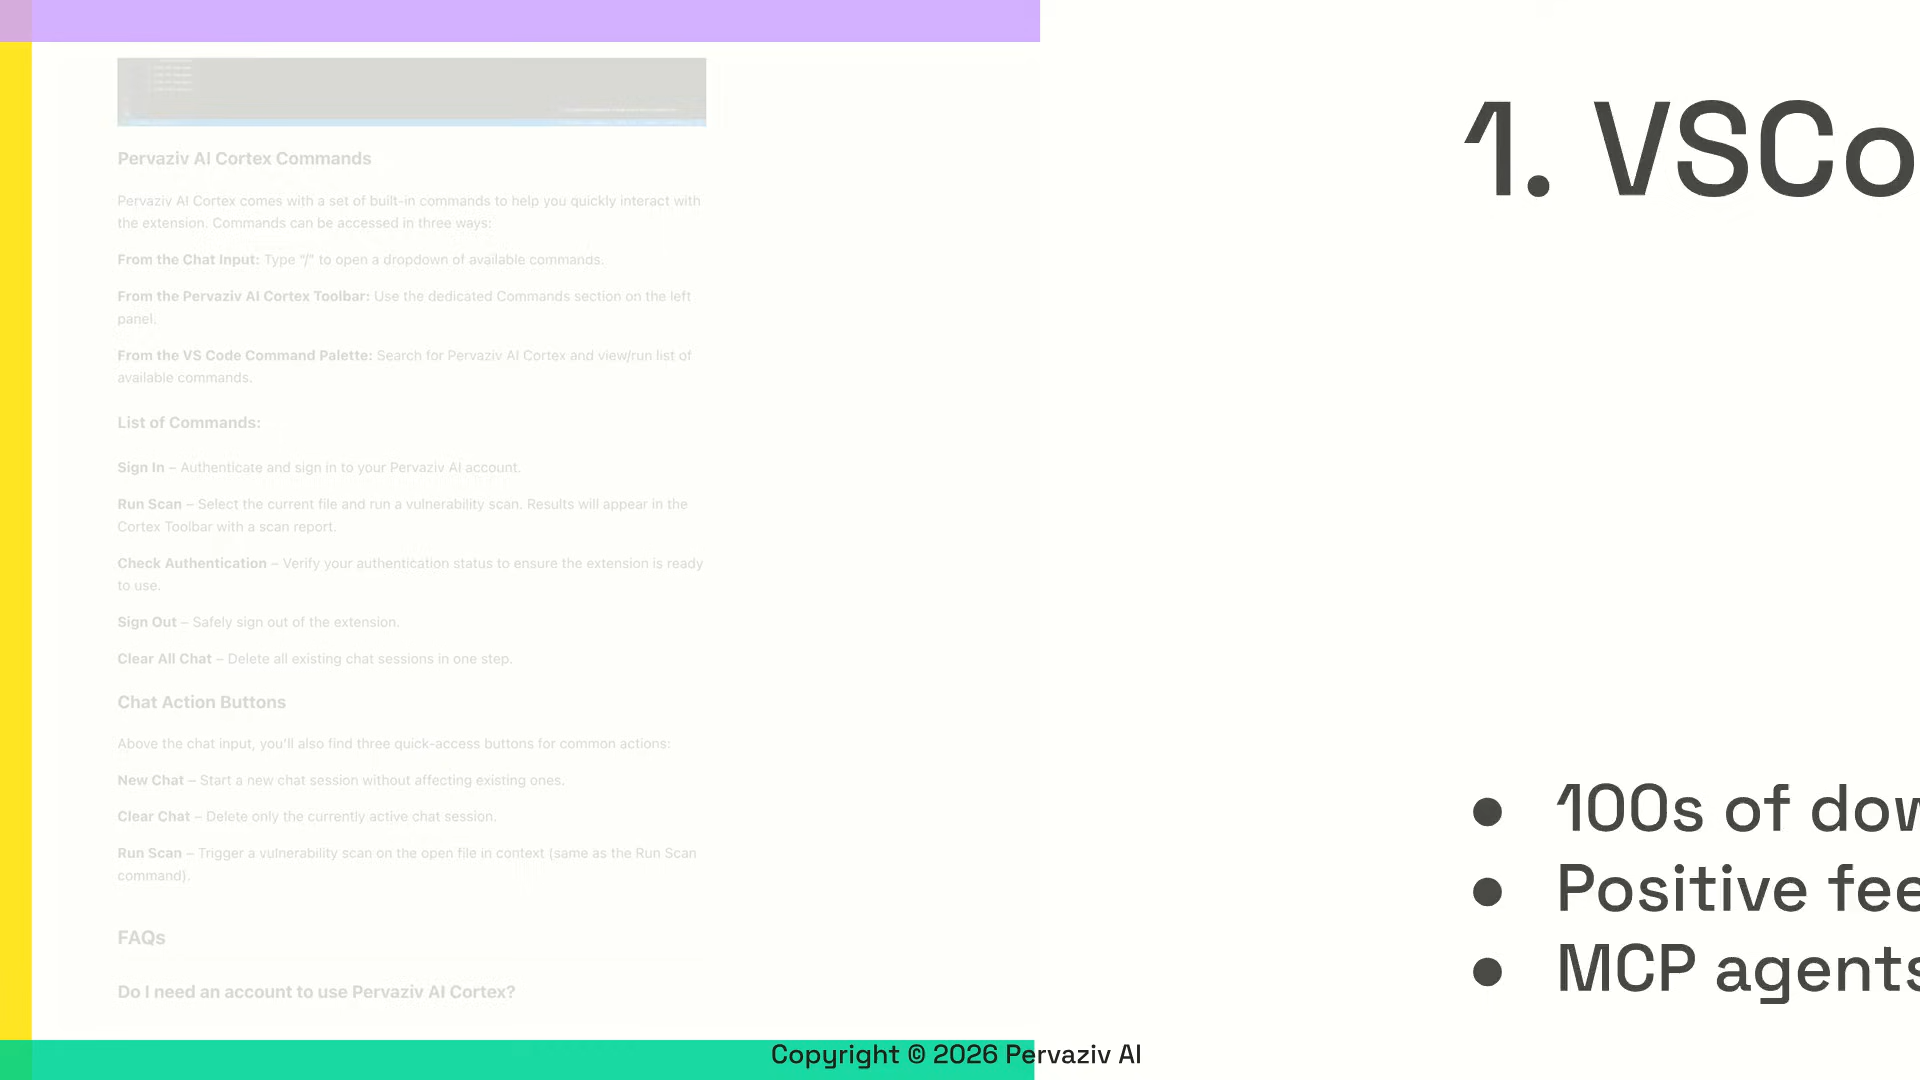 Pervaziv AI Cortex Commands
Pervaziv AI Cortex comes with a set of built-in commands to help you quickly interact with
the extension. Commands can be accessed in three ways:
From the Chat Input: Type “/” to open a dropdown of available commands.
From the Pervaziv AI Cortex Toolbar: Use the dedicated Commands section on the left
panel.
From the VS Code Command Palette: Search for Pervaziv AI Cortex and view/run list of
available commands.
List of Commands:
Sign In – Authenticate and sign in to your Pervaziv AI account.
Run Scan – Select the current file and run a vulnerability scan. Results will appear in the
Cortex Toolbar with a scan report.
Check Authentication – Verify your authentication status to ensure the extension is ready
to use.
Sign Out – Safely sign out of the extension.
Clear All Chat – Delete all existing chat sessions in one step.
Chat Action Buttons
Above the chat input, you’ll also find three quick-access buttons for common actions:
New Chat – Start a new chat session without affecting existing ones.
Clear Chat – Delete only the currently active chat session.
Run Scan – Trigger a vulnerability scan on the open file in context (same as the Run Scan
command).
FAQs
Do I need an account to use Pervaziv AI Cortex?
1. VSCo
● 100s of dow
● Positive fee
● MCP agents
Copyright © 2026 Pervaziv AI